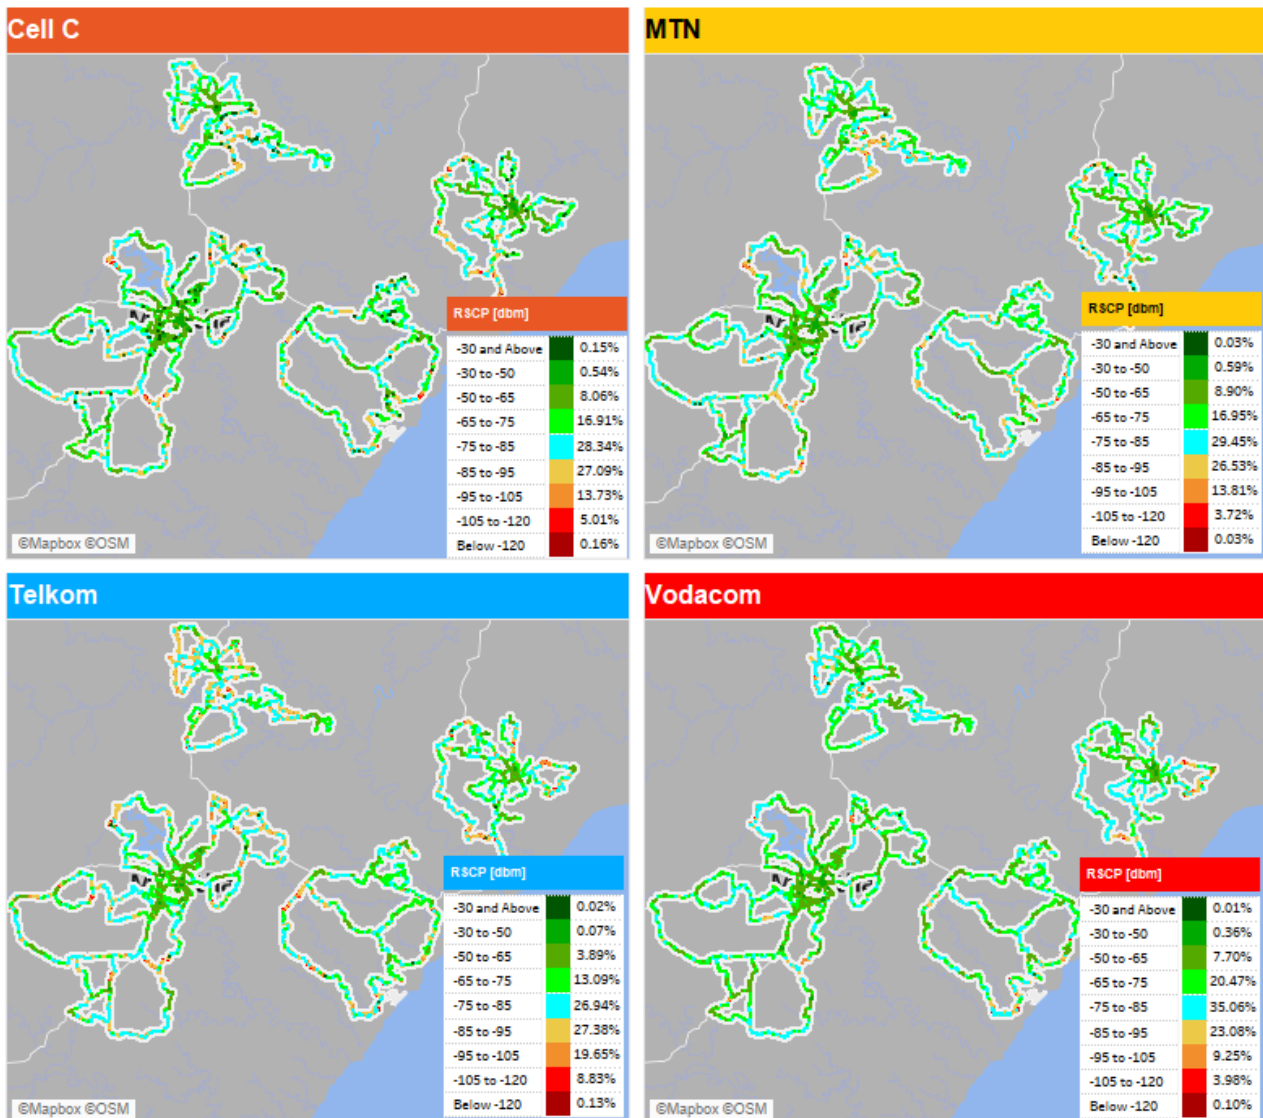 Cell C
RSCP [dbm]
-30 and Above 0.15%
-30 to -50 0.54%
-50 to -65 8.06%
-65 to -75 16.91%
-75 to -85 28.34%
-85 to -95 27.09%
-95 to -105 13.73%
-105 to -120 5.01%
Below -120 0.16%
©Mapbox ©OSM
MTN
RSCP [dbm]
-30 and Above 0.03%
-30 to -50 0.59%
-50 to -65 8.90%
-65 to -75 16.95%
-75 to -85 29.45%
-85 to -95 26.53%
-95 to -105 13.81%
-105 to -120 3.72%
Below -120 0.03%
©Mapbox ©OSM
Telkom
RSCP [dbm]
-30 and Above 0.02%
-30 to -50 0.07%
-50 to -65 3.89%
-65 to -75 13.09%
-75 to -85 26.94%
-85 to -95 27.38%
-95 to -105 19.65%
-105 to -120 8.83%
Below -120 0.13%
©Mapbox ©OSM
Vodacom
RSCP [dbm]
-30 and Above 0.01%
-30 to -50 0.36%
-50 to -65 7.70%
-65 to -75 20.47%
-75 to -85 35.06%
-85 to -95 23.08%
-95 to -105 9.25%
-105 to -120 3.98%
Below -120 0.10%
©Mapbox ©OSM